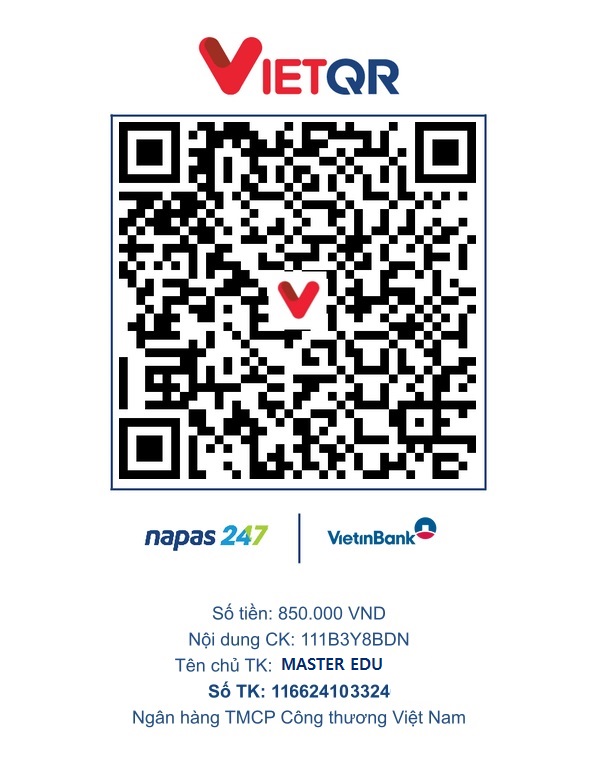 VIETQR
napas 247
VietinBank
Số tiền: 850.000 VND
Nội dung CK: 111B3Y8BDN
Tên chủ TK: MASTER EDU
Số TK: 116624103324
Ngân hàng TMCP Công thương Việt Nam